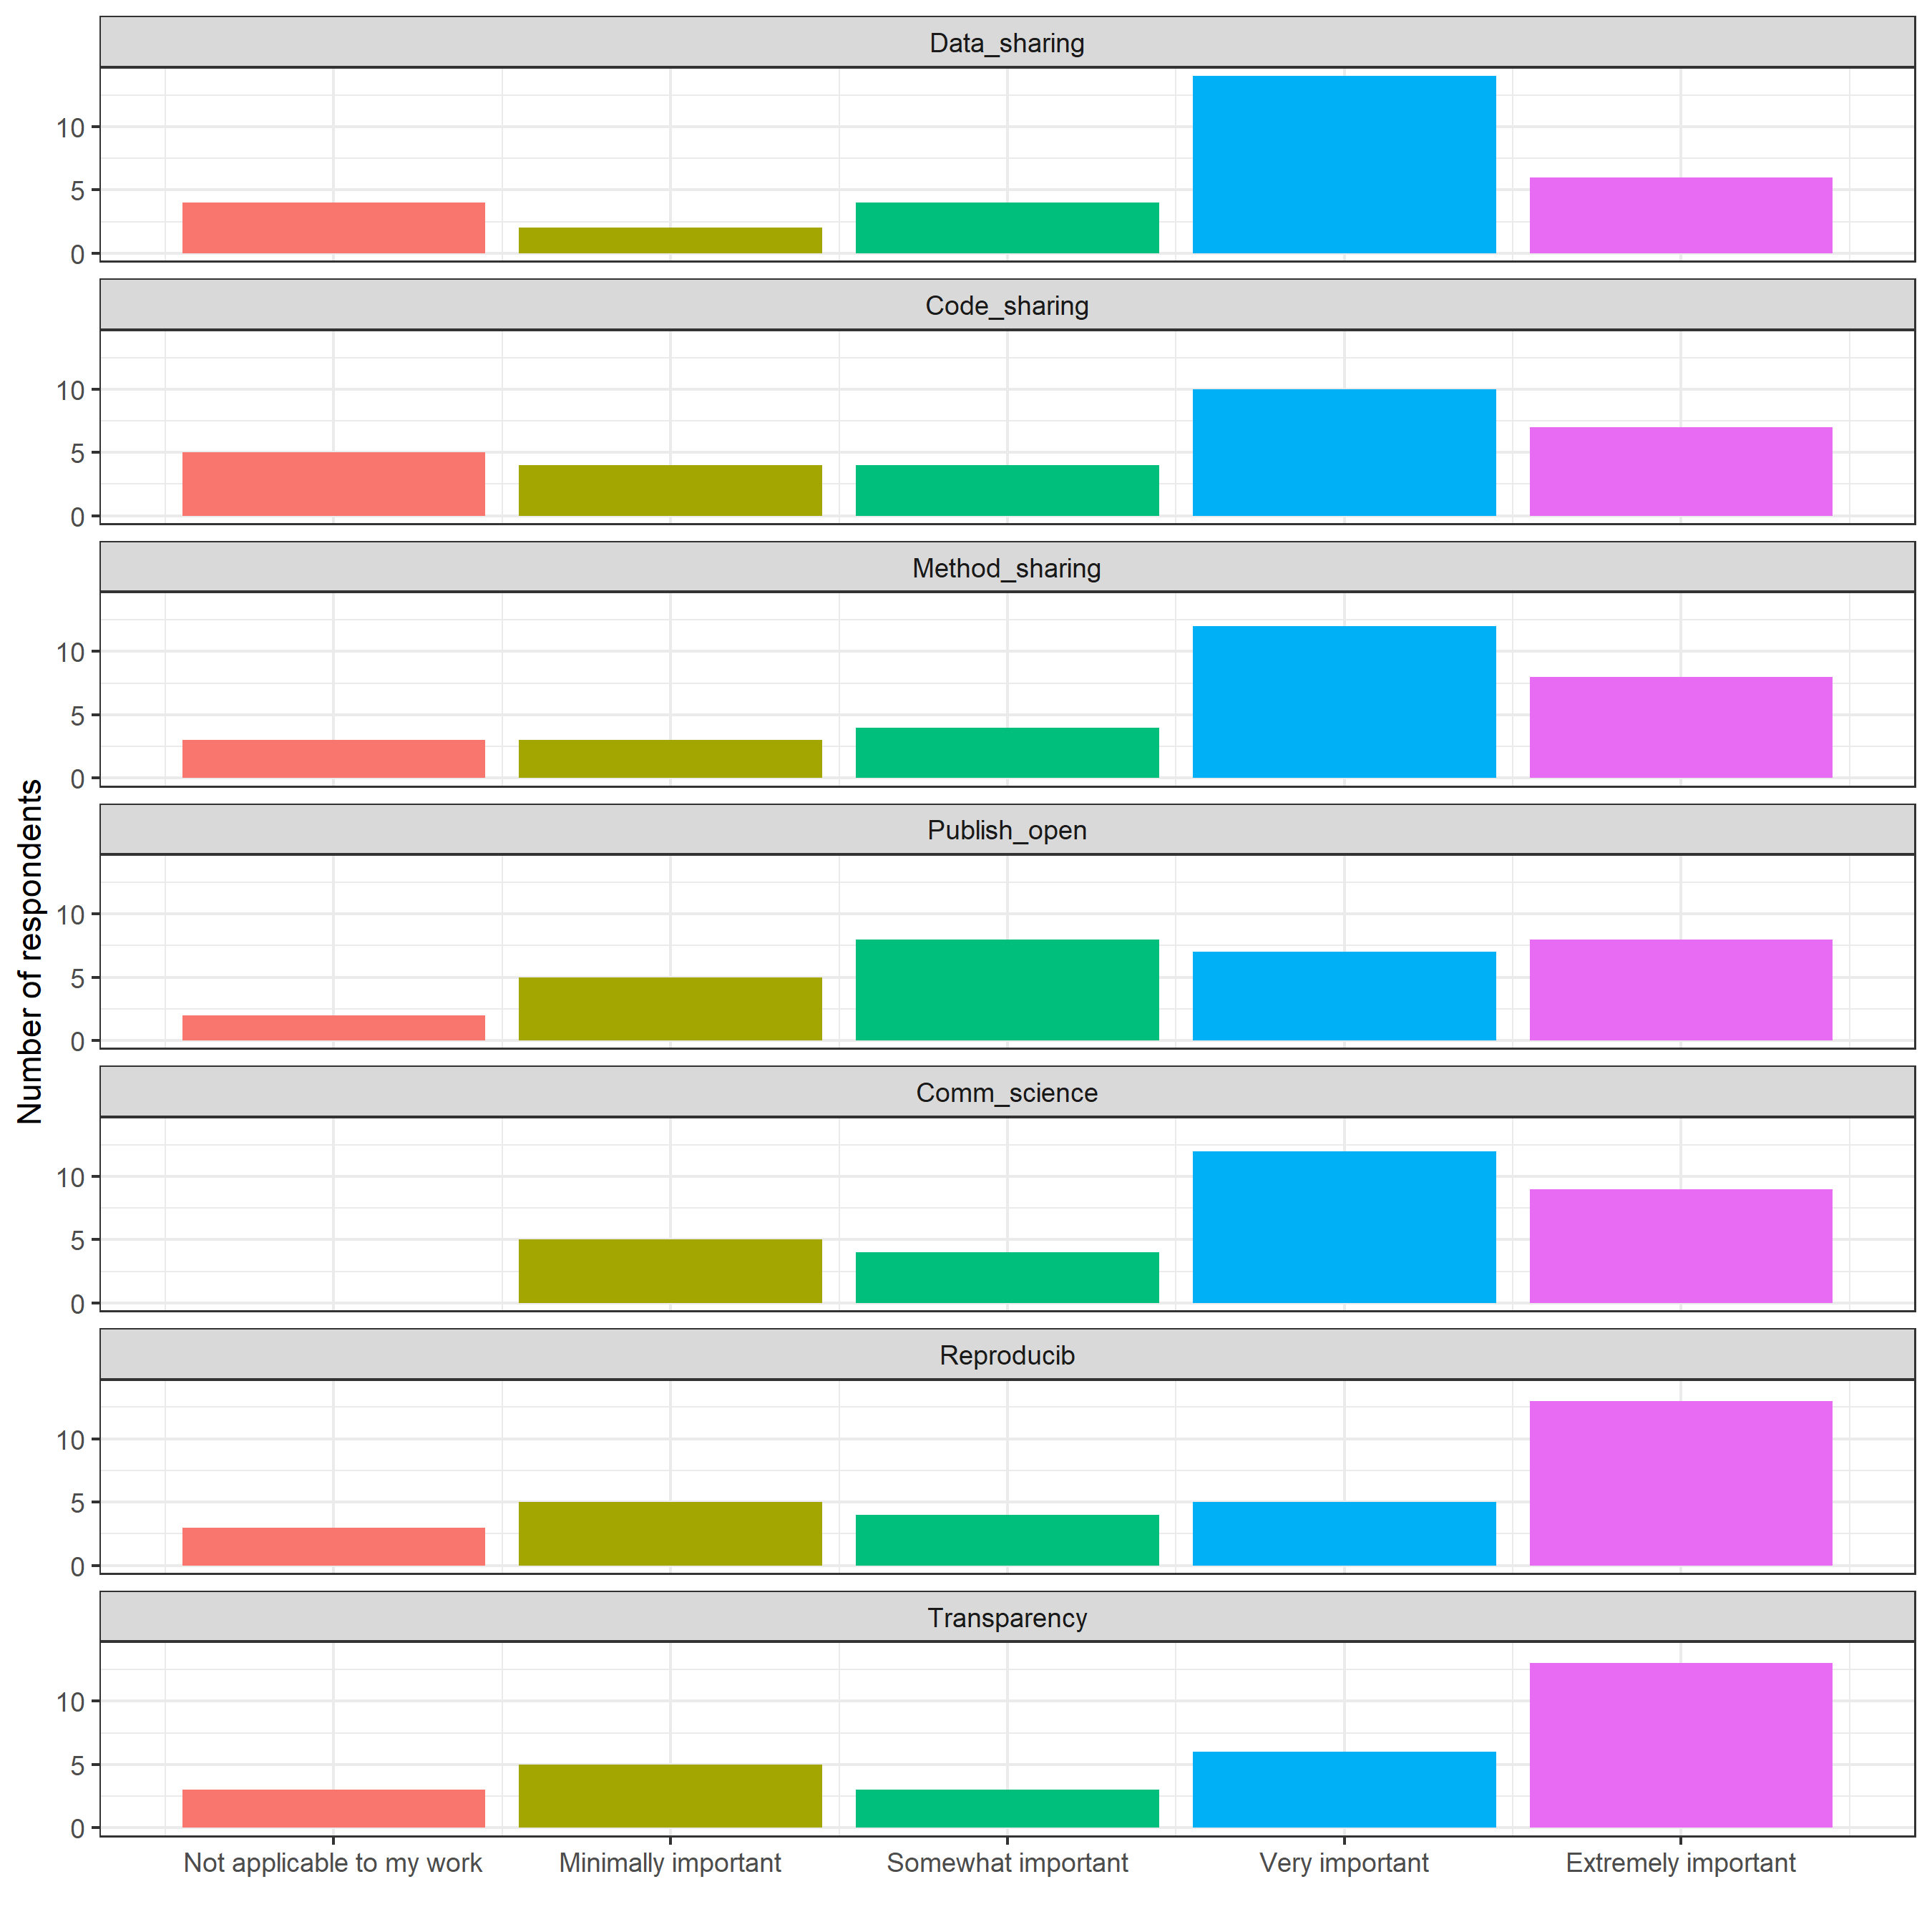 Data_sharing
10
5
0
Code_sharing
10
5
0
Method_sharing
10
5
0
Publish_open
10
5
0
Comm_science
10
5
0
Reproducib
10
5
0
Transparency
10
5
0
Number of respondents
Not applicable to my work Minimally important Somewhat important Very important Extremely important